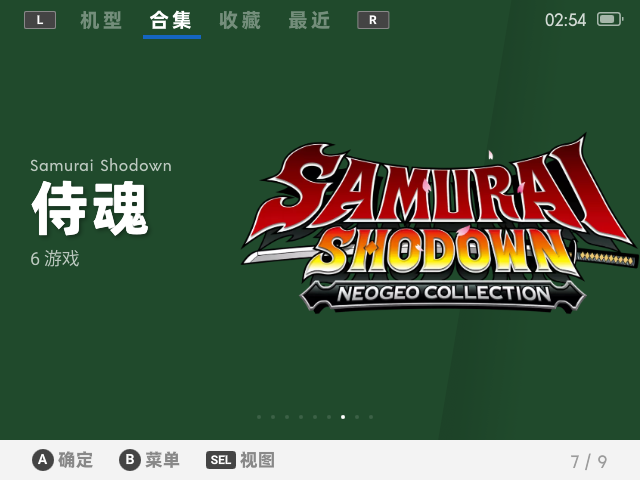 L 机型 合集 收藏 最近 R 02:54
Samurai Shodown
侍魂
6 游戏
SAMURAI
SHODOWN
NEOGEO COLLECTION
A 确定 B 菜单 SEL 视图 7 / 9